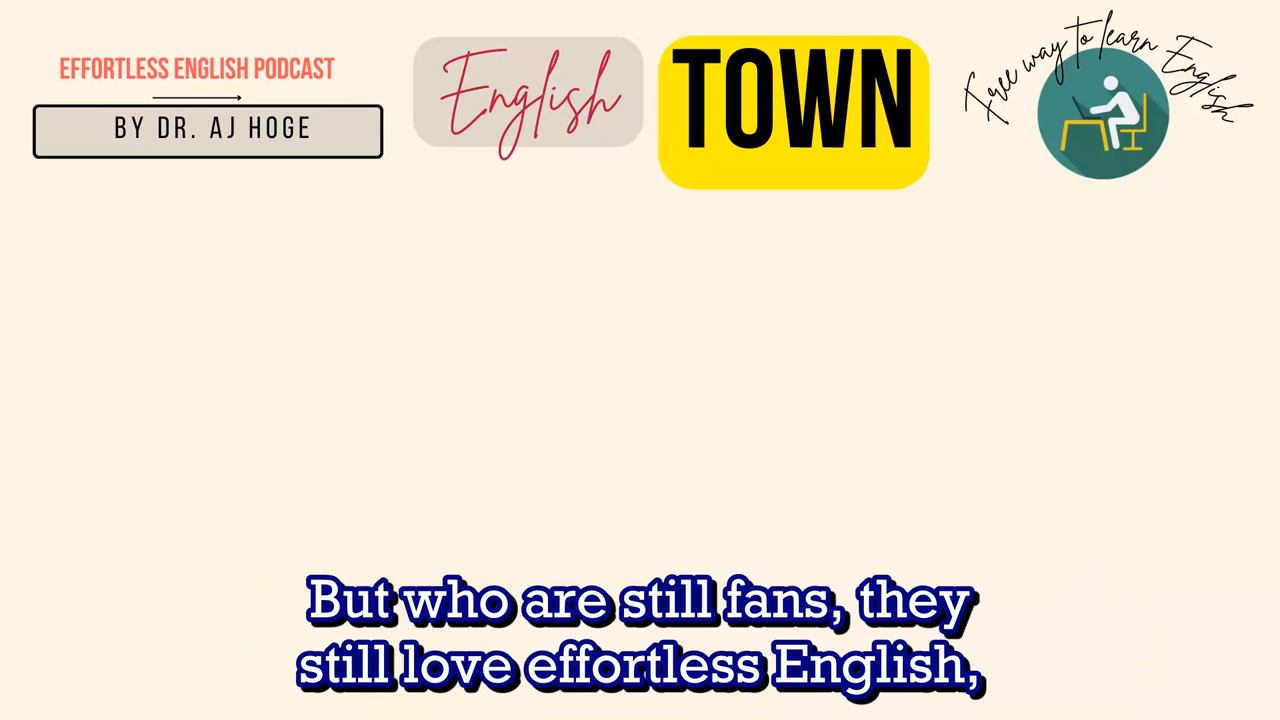 EFFORTLESS ENGLISH PODCAST
BY DR. AJ HOGE
English
TOWN
Free way to learn English
But who are still fans, they
still love effortless English,